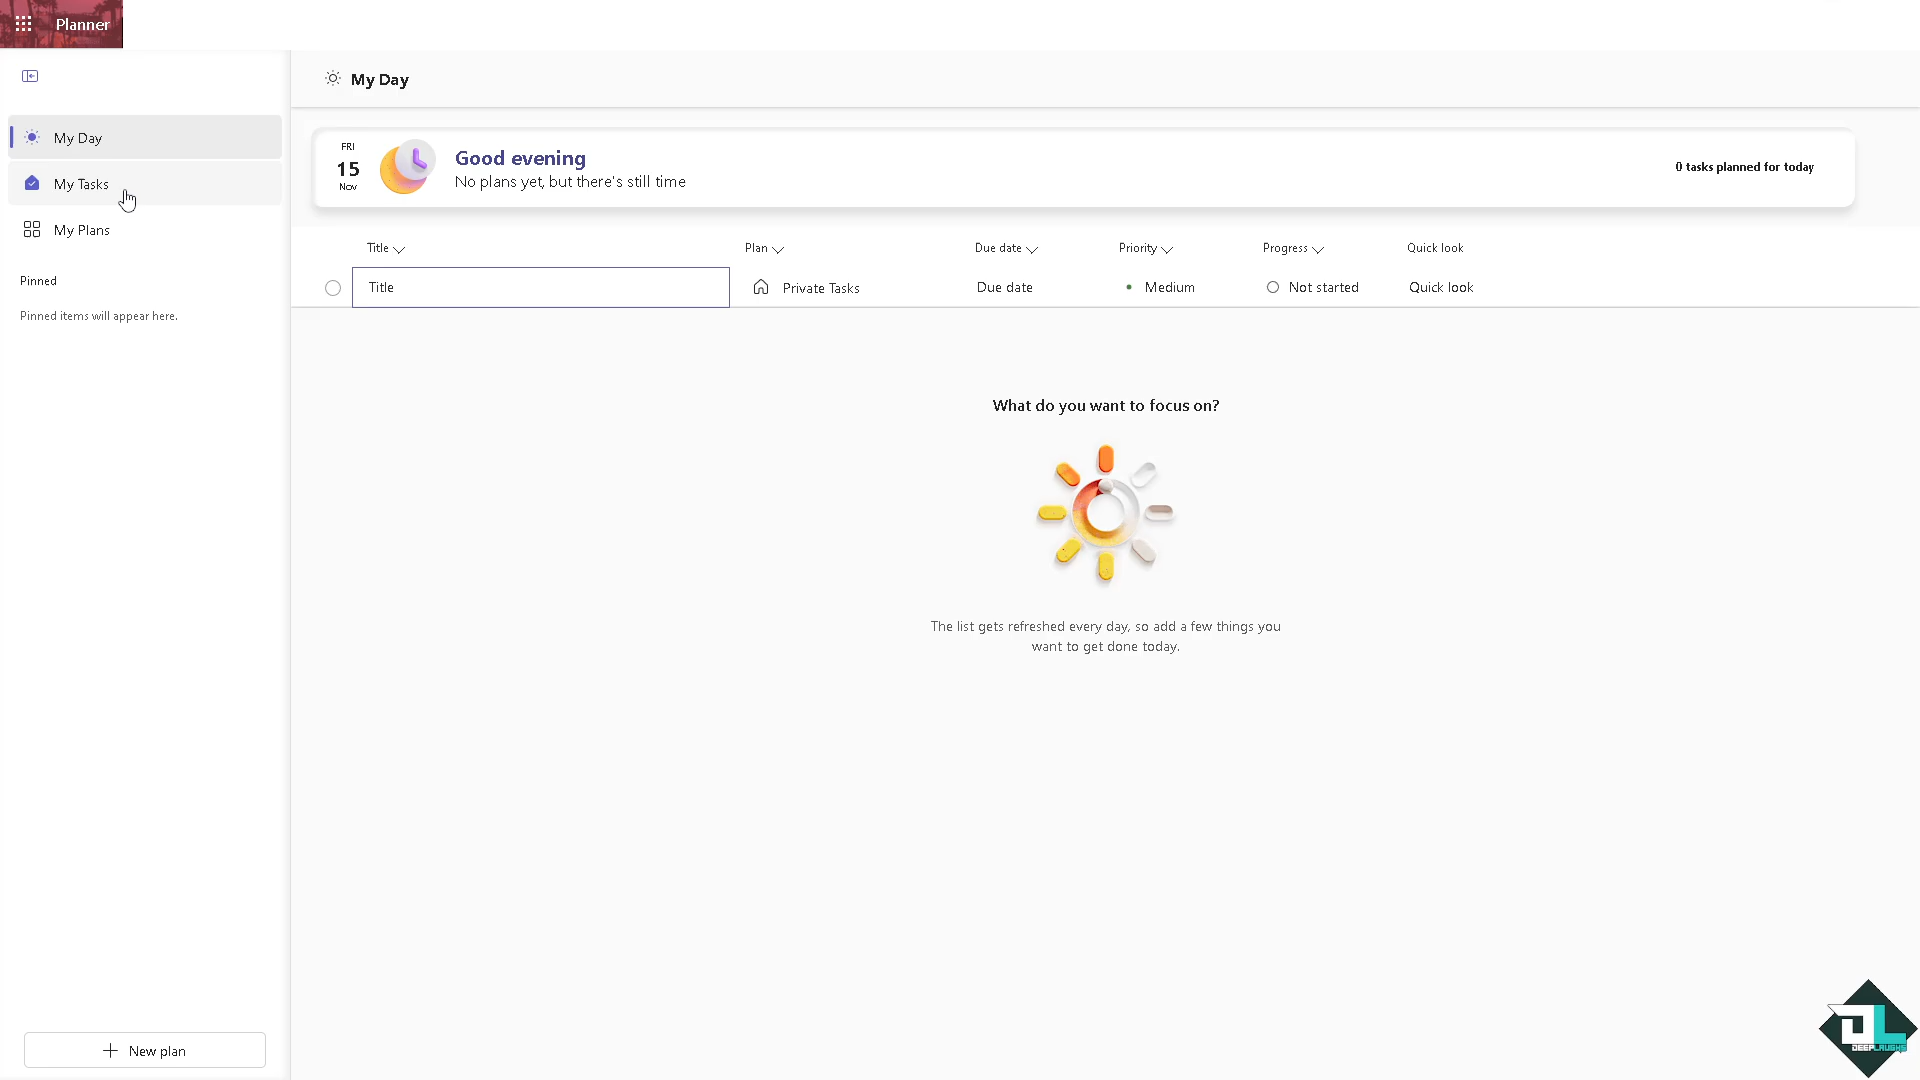 Planner
My Day
My Tasks
My Plans
Pinned
Pinned items will appear here.
New plan
My Day
FRI
15
Nov
Good evening
No plans yet, but there's still time
0 tasks planned for today
Title Plan Due date Priority Progress Quick look
Title Private Tasks Due date Medium Not started Quick look
What do you want to focus on?
The list gets refreshed every day, so add a few things you
want to get done today.
DEEPLAUGHS